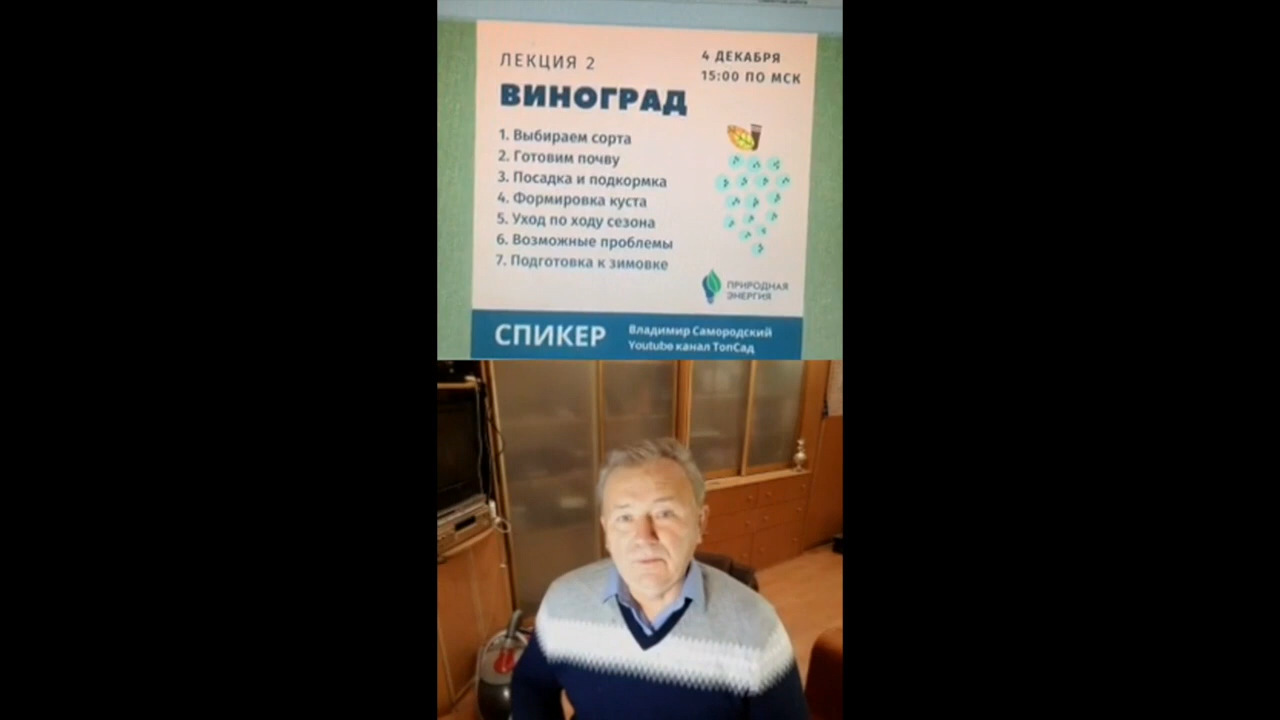 ЛЕКЦИЯ 2
4 ДЕКАБРЯ
15:00 ПО МСК
ВИНОГРАД
1. Выбираем сорта
2. Готовим почву
3. Посадка и подкормка
4. Формировка куста
5. Уход по ходу сезона
6. Возможные проблемы
7. Подготовка к зимовке
ПРИРОДНАЯ
ЭНЕРГИЯ
СПИКЕР
Владимир Самородский
Youtube канал ТопСад